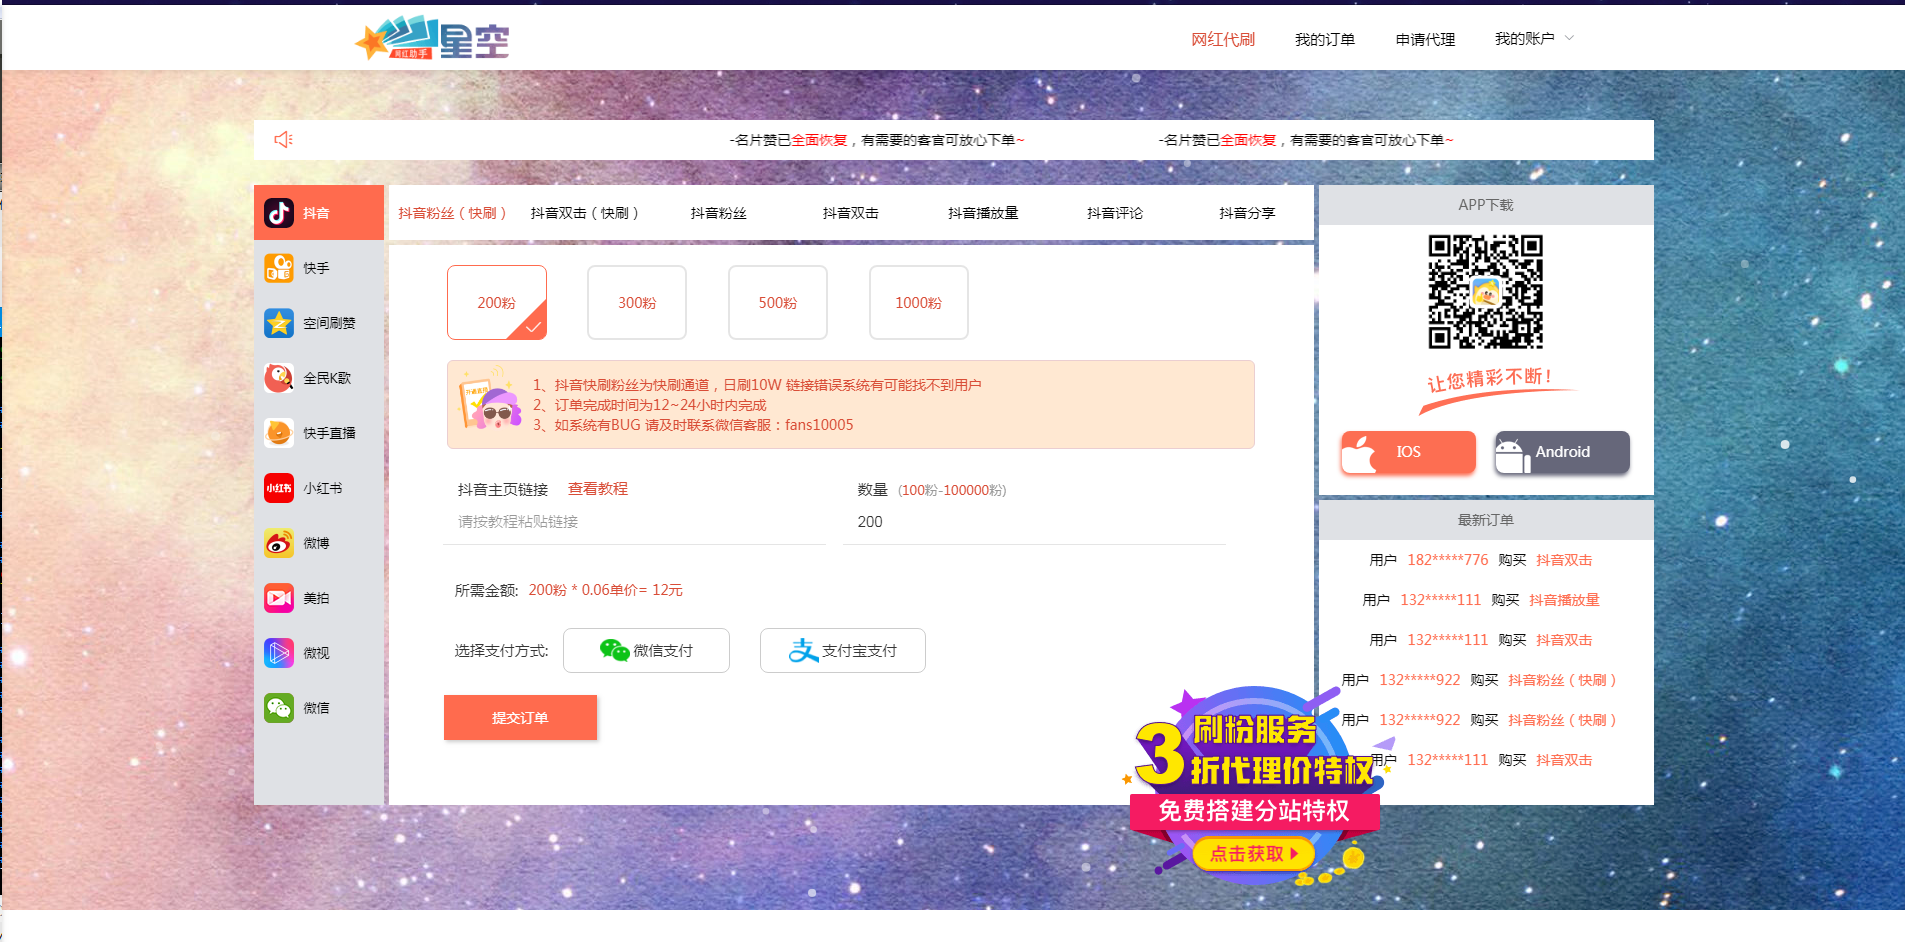 网红助手 星空
网红代刷 我的订单 申请代理 我的账户
-名片赞已全面恢复，有需要的客官可放心下单~ -名片赞已全面恢复，有需要的客官可放心下单~
抖音
快手
空间刷赞
全民K歌
快手直播
小红书
小红书
微博
美拍
微视
微信
抖音粉丝（快刷） 抖音双击（快刷） 抖音粉丝 抖音双击 抖音播放量 抖音评论 抖音分享
200粉 300粉 500粉 1000粉
1、抖音快刷粉丝为快刷通道，日刷10W 链接错误系统有可能找不到用户
2、订单完成时间为12~24小时内完成
3、如系统有BUG 请及时联系微信客服：fans10005
抖音主页链接 查看教程
请按教程粘贴链接
数量 (100粉-100000粉)
200
所需金额: 200粉 * 0.06单价= 12元
选择支付方式: 微信支付 支付宝支付
提交订单
APP下载
让您精彩不断！
IOS Android
最新订单
用户 182*****776 购买 抖音双击
用户 132*****111 购买 抖音播放量
用户 132*****111 购买 抖音双击
用户 132*****922 购买 抖音粉丝（快刷）
用户 132*****922 购买 抖音粉丝（快刷）
用户 132*****111 购买 抖音双击
刷粉服务
3折代理价特权
免费搭建分站特权
点击获取